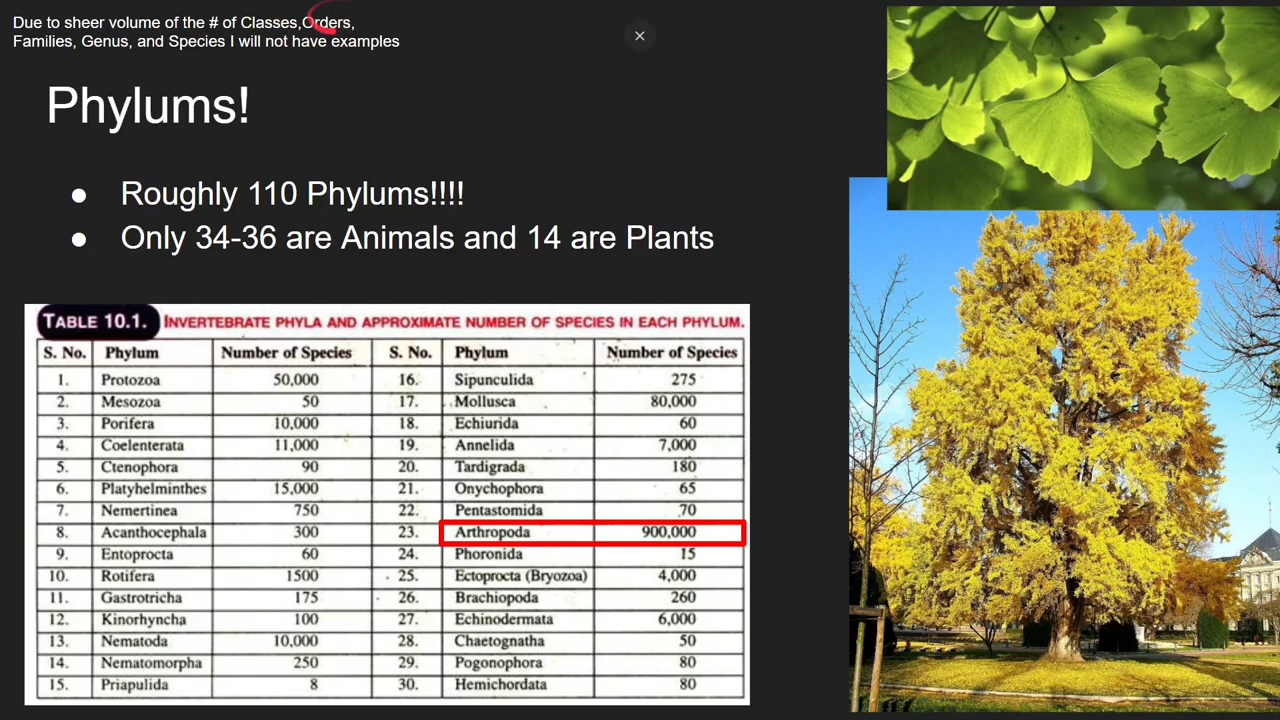 Due to sheer volume of the # of Classes,Orders,
Families, Genus, and Species I will not have examples
Phylums!
● Roughly 110 Phylums!!!!
● Only 34-36 are Animals and 14 are Plants
TABLE 10.1. INVERTEBRATE PHYLA AND APPROXIMATE NUMBER OF SPECIES IN EACH PHYLUM.
S. No. Phylum Number of Species S. No. Phylum Number of Species
1. Protozoa 50,000 16. Sipunculida 275
2. Mesozoa 50 17. Mollusca 80,000
3. Porifera 10,000 18. Echiurida 60
4. Coelenterata 11,000 19. Annelida 7,000
5. Ctenophora 90 20. Tardigrada 180
6. Platyhelminthes 15,000 21. Onychophora 65
7. Nemertinea 750 22. Pentastomida 70
8. Acanthocephala 300 23. Arthropoda 900,000
9. Entoprocta 60 24. Phoronida 15
10. Rotifera 1500 25. Ectoprocta (Bryozoa) 4,000
11. Gastrotricha 175 26. Brachiopoda 260
12. Kinorhyncha 100 27. Echinodermata 6,000
13. Nematoda 10,000 28. Chaetognatha 50
14. Nematomorpha 250 29. Pogonophora 80
15. Priapulida 8 30. Hemichordata 80